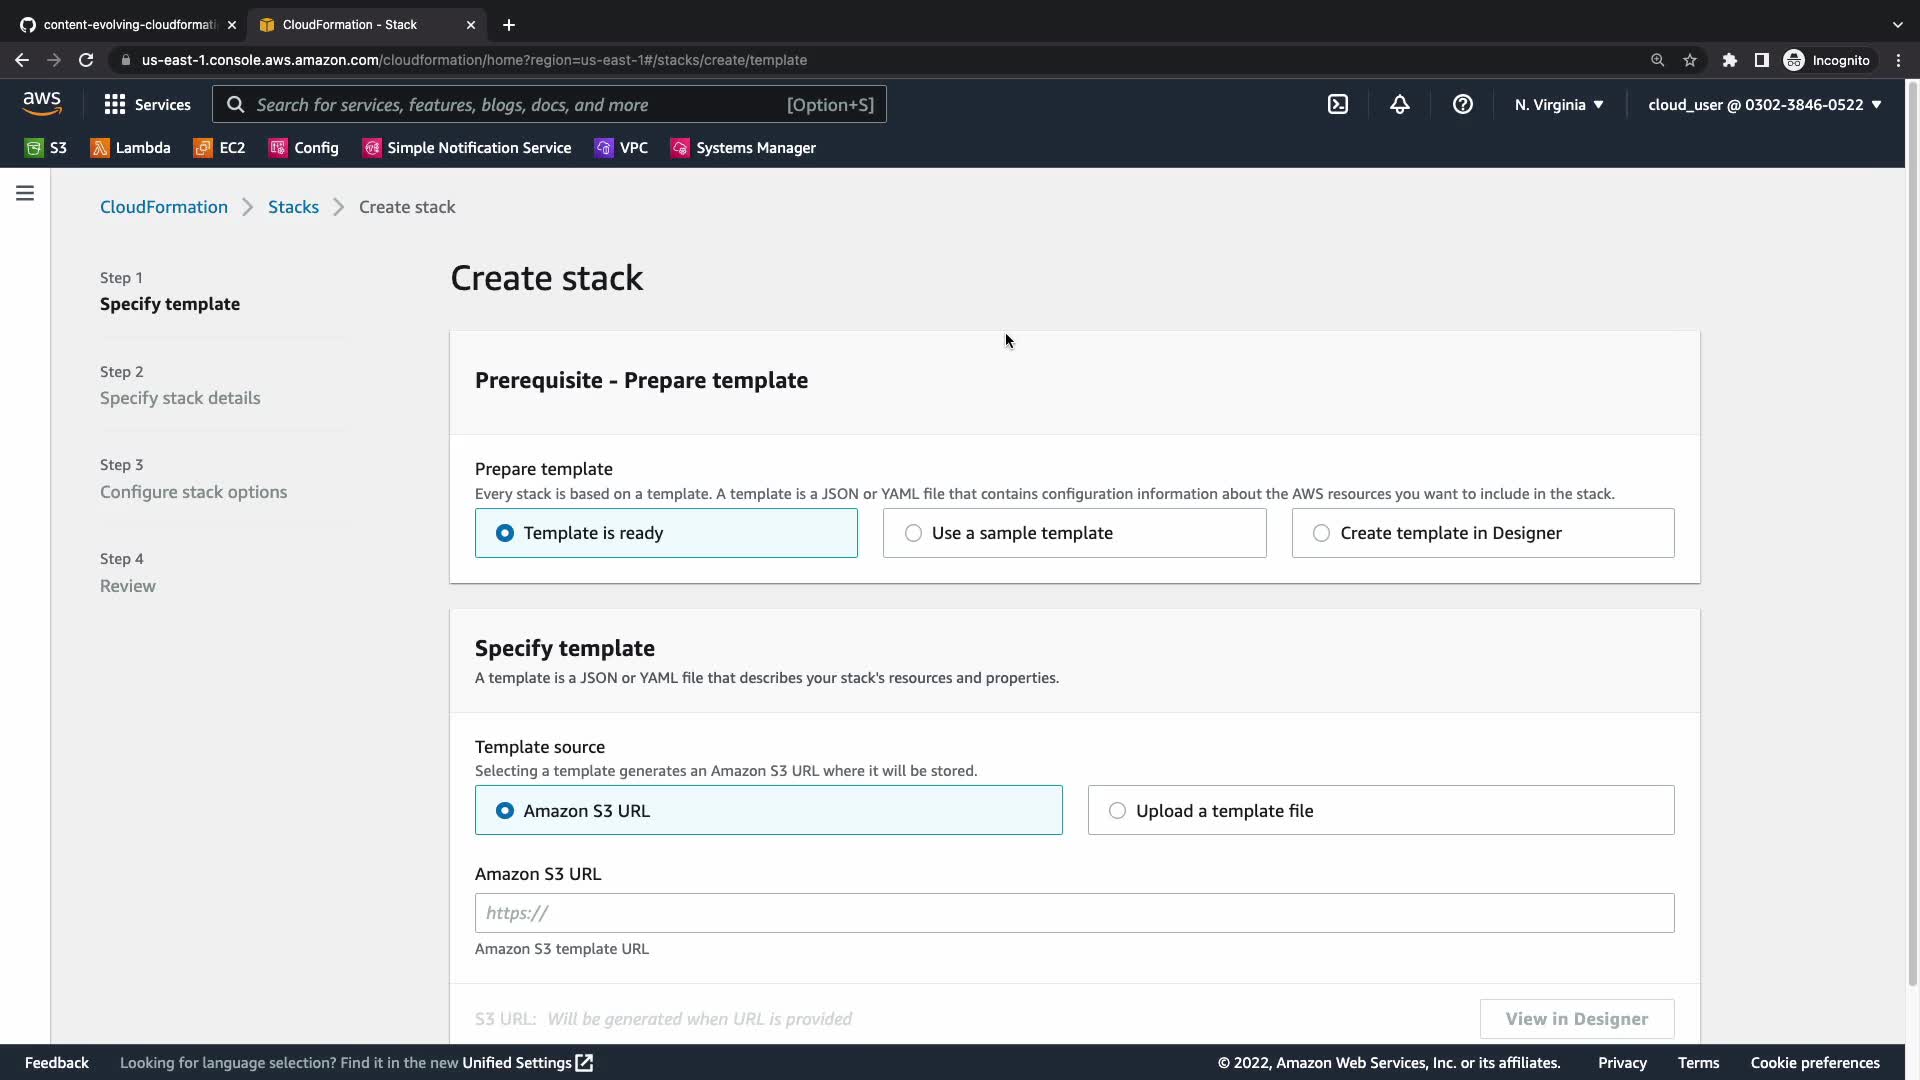 content-evolving-cloudformati
CloudFormation - Stack
us-east-1.console.aws.amazon.com/cloudformation/home?region=us-east-1#/stacks/create/template
Incognito
aws
Services
Search for services, features, blogs, docs, and more
[Option+S]
N. Virginia
cloud_user @ 0302-3846-0522
S3
Lambda
EC2
Config
Simple Notification Service
VPC
Systems Manager
CloudFormation
Stacks
Create stack
Step 1
Specify template
Step 2
Specify stack details
Step 3
Configure stack options
Step 4
Review
Create stack
Prerequisite - Prepare template
Prepare template
Every stack is based on a template. A template is a JSON or YAML file that contains configuration information about the AWS resources you want to include in the stack.
Template is ready
Use a sample template
Create template in Designer
Specify template
A template is a JSON or YAML file that describes your stack's resources and properties.
Template source
Selecting a template generates an Amazon S3 URL where it will be stored.
Amazon S3 URL
Upload a template file
Amazon S3 URL
https://
Amazon S3 template URL
S3 URL: Will be generated when URL is provided
View in Designer
Feedback
Looking for language selection? Find it in the new Unified Settings
© 2022, Amazon Web Services, Inc. or its affiliates.
Privacy
Terms
Cookie preferences